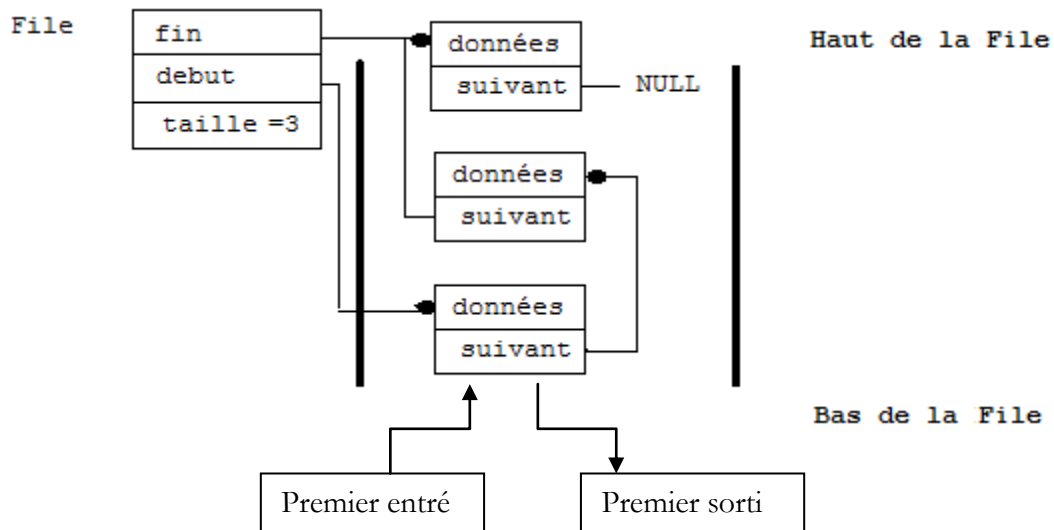 File
fin
debut
taille =3
données
suivant
NULL
Haut de la File
données
suivant
données
suivant
Bas de la File
Premier entré
Premier sorti